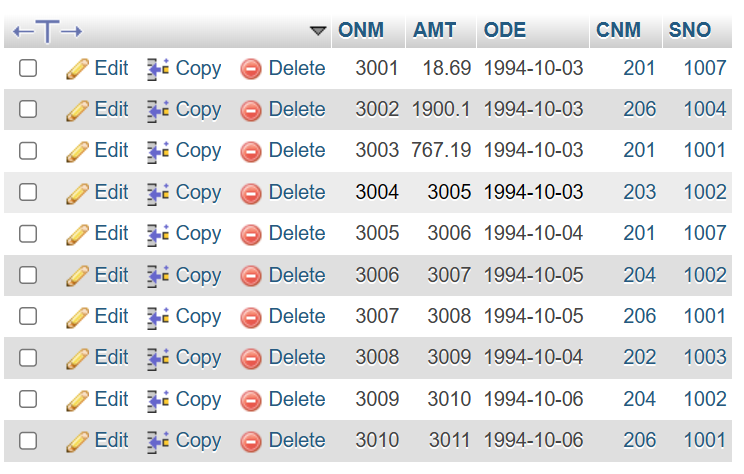 ONM AMT ODE CNM SNO
Edit Copy Delete 3001 18.69 1994-10-03 201 1007
Edit Copy Delete 3002 1900.1 1994-10-03 206 1004
Edit Copy Delete 3003 767.19 1994-10-03 201 1001
Edit Copy Delete 3004 3005 1994-10-03 203 1002
Edit Copy Delete 3005 3006 1994-10-04 201 1007
Edit Copy Delete 3006 3007 1994-10-05 204 1002
Edit Copy Delete 3007 3008 1994-10-05 206 1001
Edit Copy Delete 3008 3009 1994-10-04 202 1003
Edit Copy Delete 3009 3010 1994-10-06 204 1002
Edit Copy Delete 3010 3011 1994-10-06 206 1001